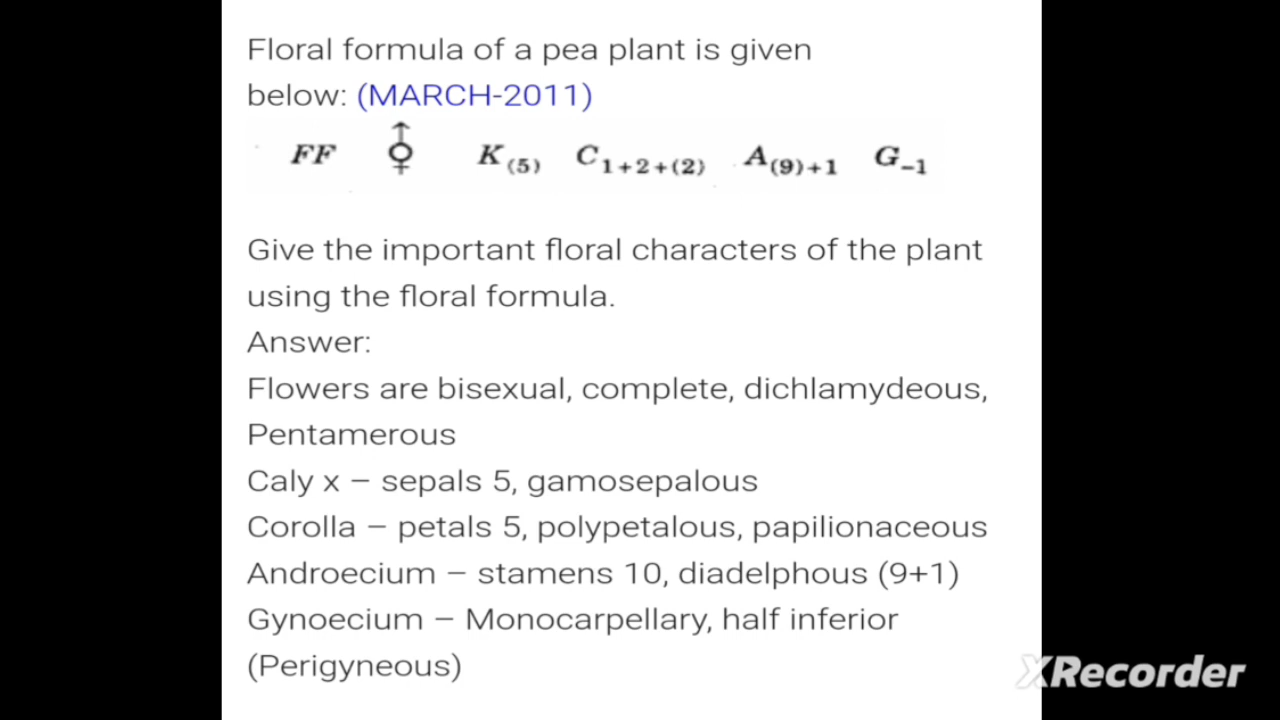 Floral formula of a pea plant is given
below: (MARCH-2011)
FF ⚥ K(5) C1+2+(2) A(9)+1 G-1
Give the important floral characters of the plant
using the floral formula.
Answer:
Flowers are bisexual, complete, dichlamydeous,
Pentamerous
Caly x – sepals 5, gamosepalous
Corolla – petals 5, polypetalous, papilionaceous
Androecium – stamens 10, diadelphous (9+1)
Gynoecium – Monocarpellary, half inferior
(Perigyneous)
XRecorder